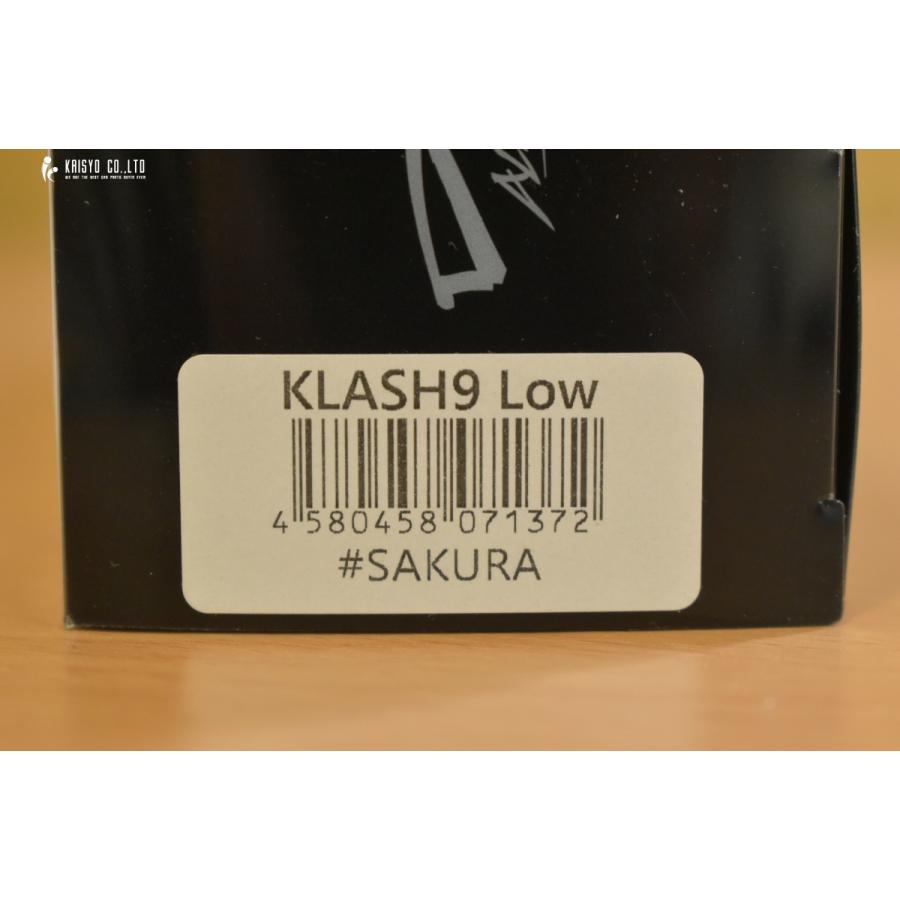 KAISYO CO.,LTD
KLASH9 Low
4 580458 071372
#SAKURA